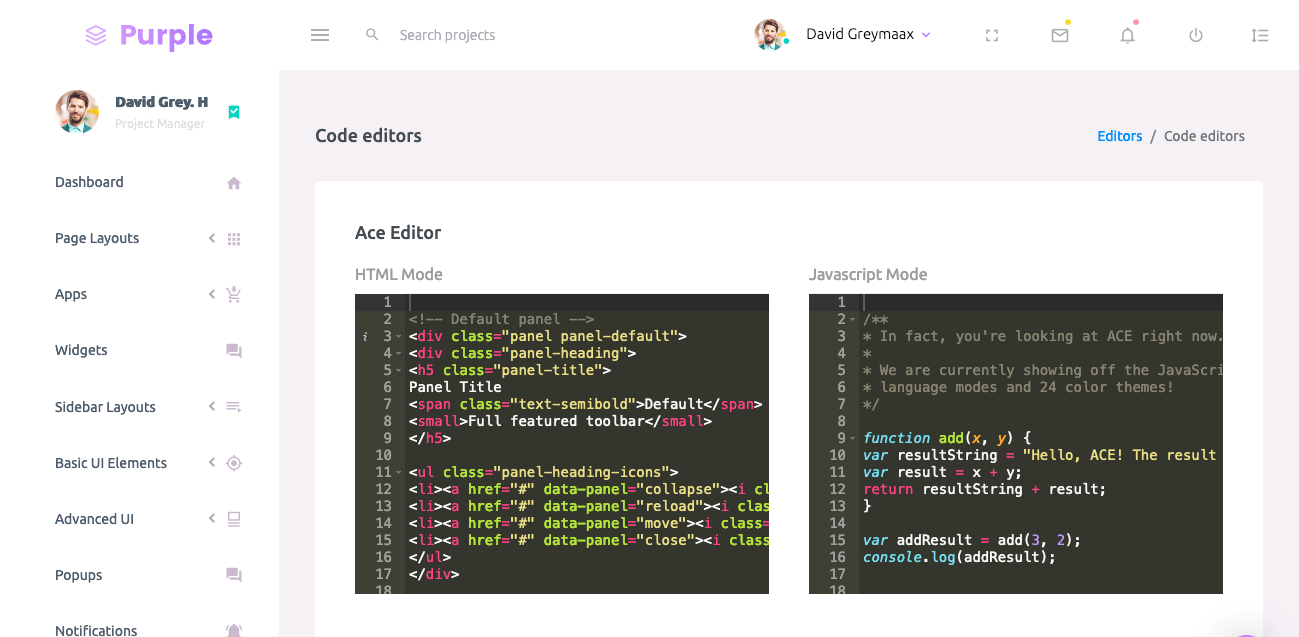 Purple
Search projects
David Greymaax
David Grey. H
Project Manager
Dashboard
Page Layouts
Apps
Widgets
Sidebar Layouts
Basic UI Elements
Advanced UI
Popups
Notifications
Code editors
Editors / Code editors
Ace Editor
HTML Mode
1
2 <!-- Default panel -->
i 3 <div class="panel panel-default">
4 <div class="panel-heading">
5 <h5 class="panel-title">
6 Panel Title
7 <span class="text-semibold">Default</span>
8 <small>Full featured toolbar</small>
9 </h5>
10
11 <ul class="panel-heading-icons">
12 <li><a href="#" data-panel="collapse"><i cl
13 <li><a href="#" data-panel="reload"><i clas
14 <li><a href="#" data-panel="move"><i class=
15 <li><a href="#" data-panel="close"><i class
16 </ul>
17 </div>
18
Javascript Mode
1
2 /**
3 * In fact, you're looking at ACE right now.
4 *
5 * We are currently showing off the JavaScri
6 * language modes and 24 color themes!
7 */
8
9 function add(x, y) {
10 var resultString = "Hello, ACE! The result
11 var result = x + y;
12 return resultString + result;
13 }
14
15 var addResult = add(3, 2);
16 console.log(addResult);
17
18